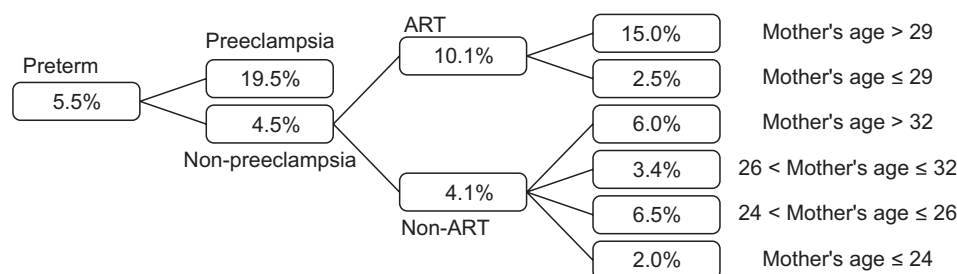 Preterm
5.5%
Preeclampsia
19.5%
4.5%
Non-preeclampsia
ART
10.1%
4.1%
Non-ART
15.0% Mother's age > 29
2.5% Mother's age ≤ 29
6.0% Mother's age > 32
3.4% 26 < Mother's age ≤ 32
6.5% 24 < Mother's age ≤ 26
2.0% Mother's age ≤ 24